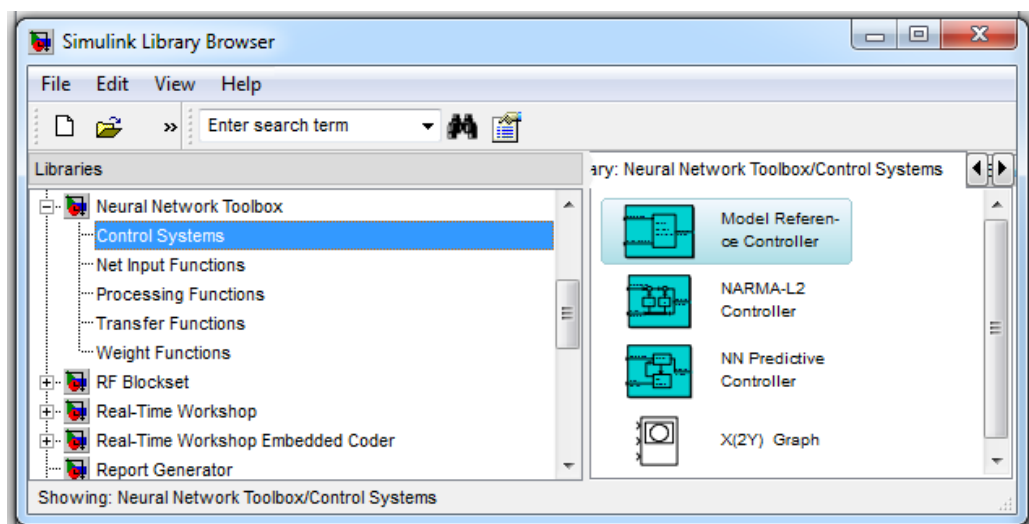 Simulink Library Browser
File Edit View Help
» Enter search term
Libraries
ary: Neural Network Toolbox/Control Systems
Neural Network Toolbox
Control Systems
Net Input Functions
Processing Functions
Transfer Functions
Weight Functions
RF Blockset
Real-Time Workshop
Real-Time Workshop Embedded Coder
Report Generator
Model Referen-
ce Controller
NARMA-L2
Controller
NN Predictive
Controller
X(2Y) Graph
Showing: Neural Network Toolbox/Control Systems